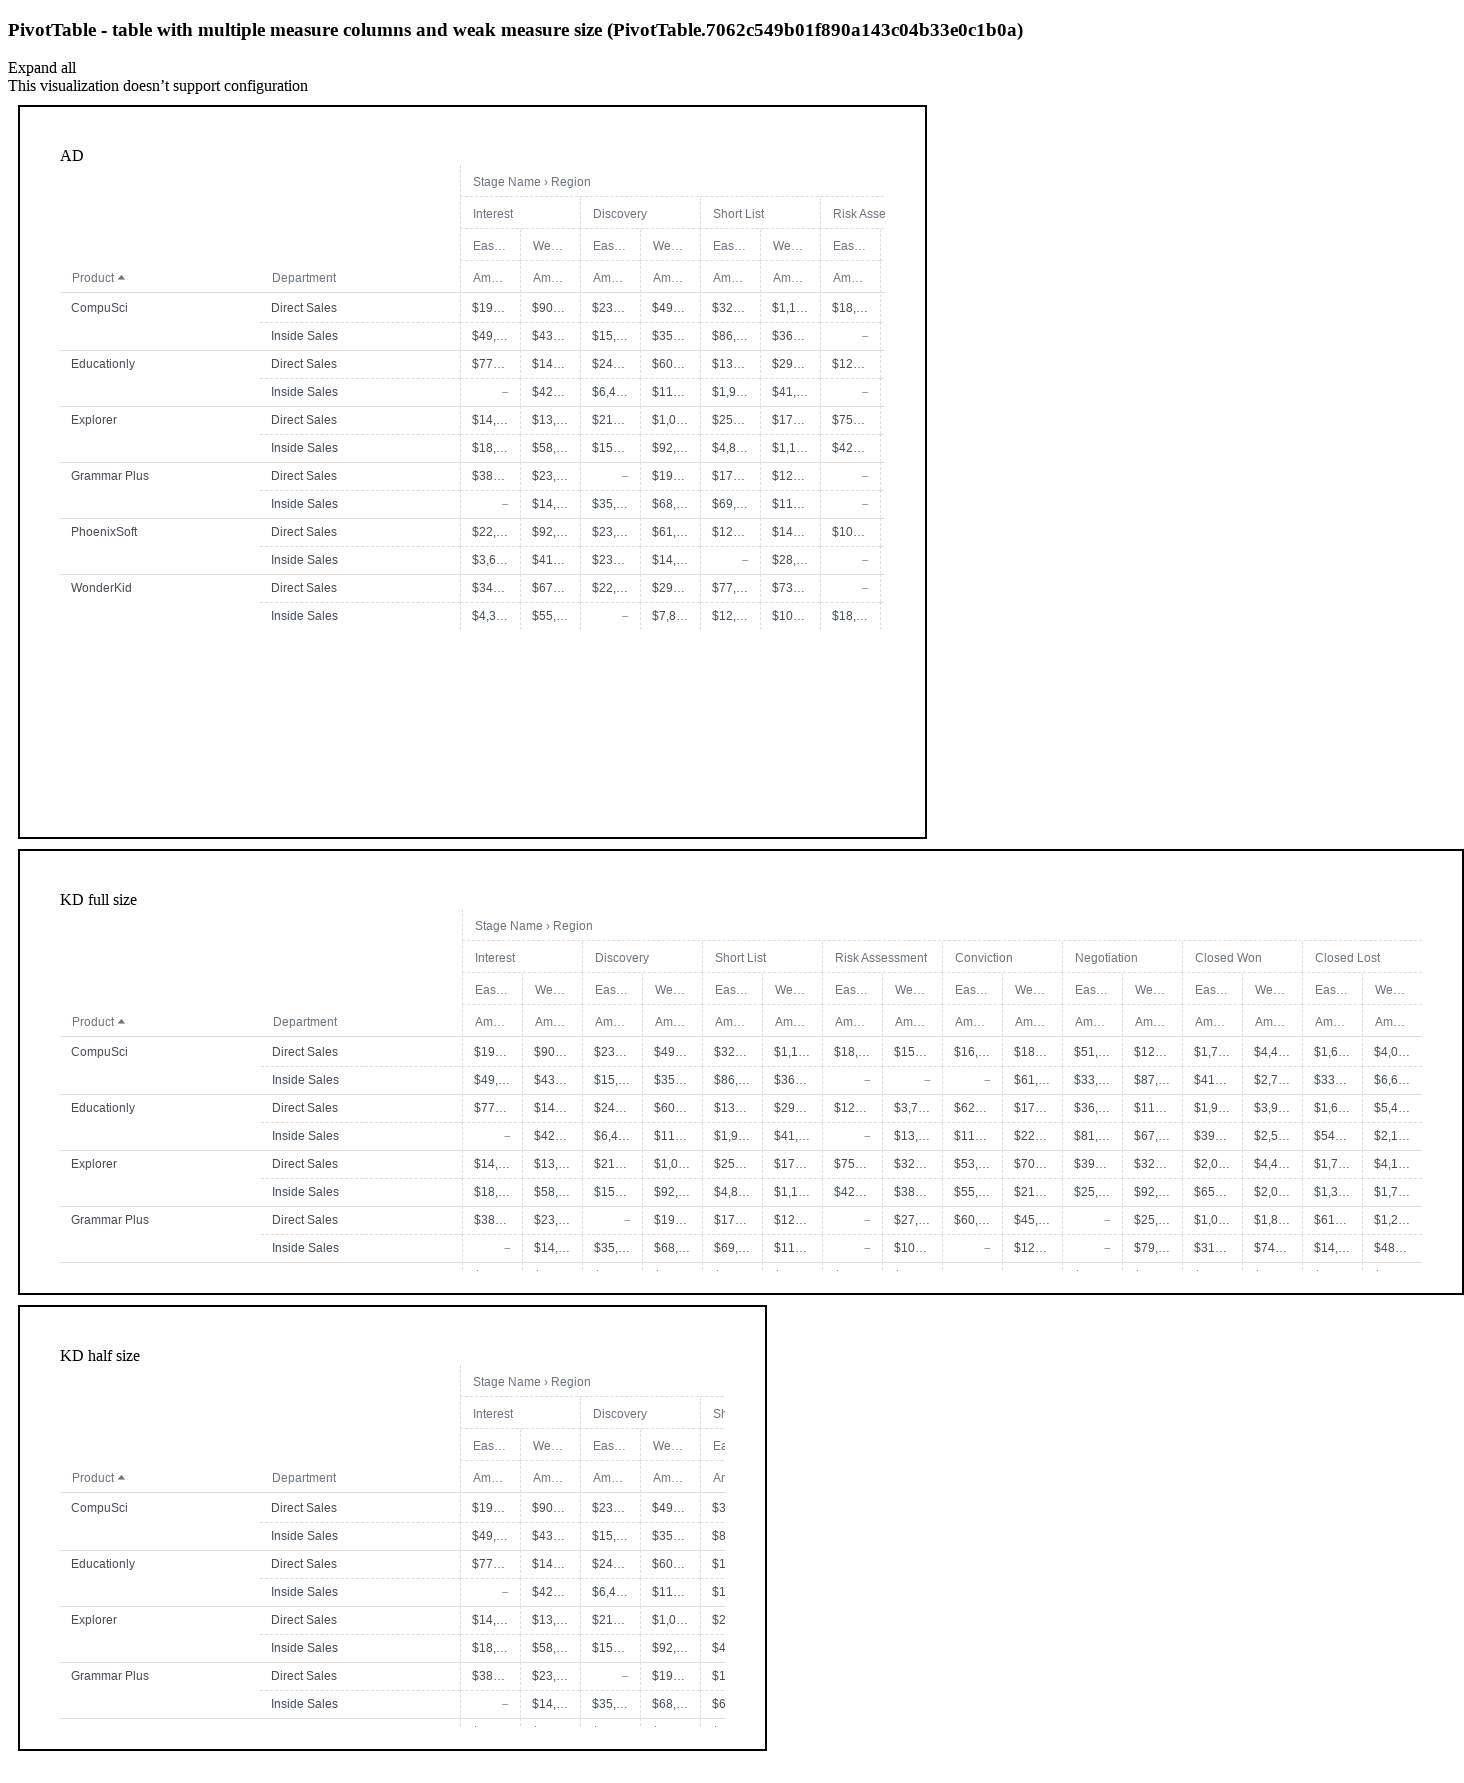 PivotTable - table with multiple measure columns and weak measure size (PivotTable.7062c549b01f890a143c04b33e0c1b0a)
Expand all
This visualization doesn’t support configuration
AD
Stage Name › Region
Interest Discovery Short List Risk Asse
Eas… We… Eas… We… Eas… We… Eas…
Product Department Am… Am… Am… Am… Am… Am… Am…
CompuSci Direct Sales $19… $90… $23… $49… $32… $1,1… $18,…
Inside Sales $49,… $43… $15,… $35… $86,… $36… –
Educationly Direct Sales $77… $14… $24… $60… $13… $29… $12…
Inside Sales – $42… $6,4… $11… $1,9… $41,… –
Explorer Direct Sales $14,… $13,… $21… $1,0… $25… $17… $75…
Inside Sales $18,… $58,… $15… $92,… $4,8… $1,1… $42…
Grammar Plus Direct Sales $38… $23,… – $19… $17… $12… –
Inside Sales – $14,… $35,… $68,… $69,… $11… –
PhoenixSoft Direct Sales $22,… $92,… $23,… $61,… $12… $14… $10…
Inside Sales $3,6… $41… $23… $14,… – $28,… –
WonderKid Direct Sales $34… $67… $22,… $29… $77,… $73… –
Inside Sales $4,3… $55,… – $7,8… $12,… $10… $18,…
KD full size
Stage Name › Region
Interest Discovery Short List Risk Assessment Conviction Negotiation Closed Won Closed Lost
Eas… We… Eas… We… Eas… We… Eas… We… Eas… We… Eas… We… Eas… We… Eas… We…
Product Department Am… Am… Am… Am… Am… Am… Am… Am… Am… Am… Am… Am… Am… Am… Am… Am…
CompuSci Direct Sales $19… $90… $23… $49… $32… $1,1… $18,… $15… $16,… $18… $51,… $12… $1,7… $4,4… $1,6… $4,0…
Inside Sales $49,… $43… $15,… $35… $86,… $36… – – – $61,… $33,… $87,… $41… $2,7… $33… $6,6…
Educationly Direct Sales $77… $14… $24… $60… $13… $29… $12… $3,7… $62… $17… $36,… $11… $1,9… $3,9… $1,6… $5,4…
Inside Sales – $42… $6,4… $11… $1,9… $41,… – $13,… $11… $22… $81,… $67,… $39… $2,5… $54… $2,1…
Explorer Direct Sales $14,… $13,… $21… $1,0… $25… $17… $75… $32… $53,… $70… $39… $32… $2,0… $4,4… $1,7… $4,1…
Inside Sales $18,… $58,… $15… $92,… $4,8… $1,1… $42… $38… $55,… $21… $25,… $92,… $65… $2,0… $1,3… $1,7…
Grammar Plus Direct Sales $38… $23,… – $19… $17… $12… – $27,… $60,… $45,… – $25,… $1,0… $1,8… $61… $1,2…
Inside Sales – $14,… $35,… $68,… $69,… $11… – $10… – $12… – $79,… $31… $74… $14,… $48…
KD half size
Stage Name › Region
Interest Discovery Sh
Eas… We… Eas… We… Ea
Product Department Am… Am… Am… Am… Am
CompuSci Direct Sales $19… $90… $23… $49… $3
Inside Sales $49,… $43… $15,… $35… $8
Educationly Direct Sales $77… $14… $24… $60… $1
Inside Sales – $42… $6,4… $11… $1
Explorer Direct Sales $14,… $13,… $21… $1,0… $2
Inside Sales $18,… $58,… $15… $92,… $4
Grammar Plus Direct Sales $38… $23,… – $19… $1
Inside Sales – $14,… $35,… $68,… $6